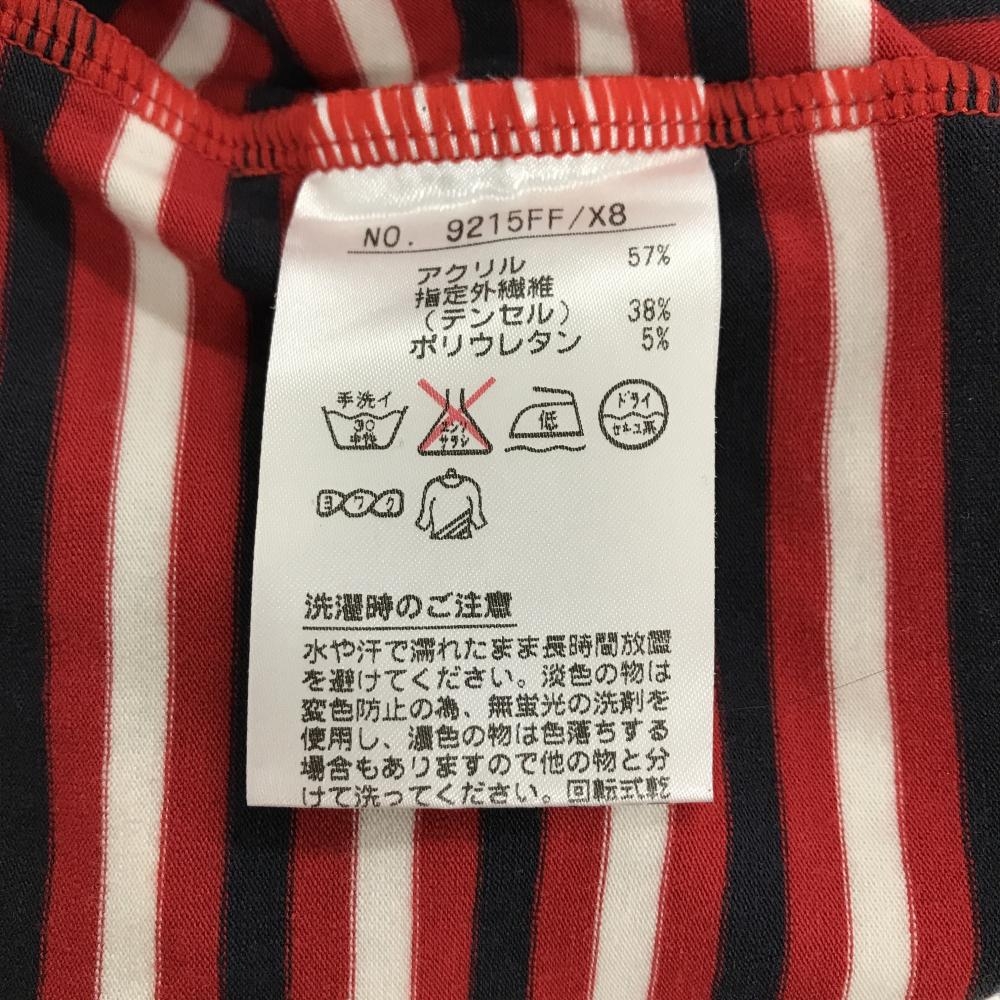 NO. 9215FF/X8
アクリル 57%
指定外繊維
(テンセル) 38%
ポリウレタン 5%
手洗イ
30
中性
エンソ
サラシ
低
ドライ
セキユ系
ヨワク
洗濯時のご注意
水や汗で濡れたまま長時間放置
を避けてください。淡色の物は
変色防止の為、無蛍光の洗剤を
使用し、濃色の物は色落ちする
場合もありますので他の物と分
けて洗ってください。回転式乾